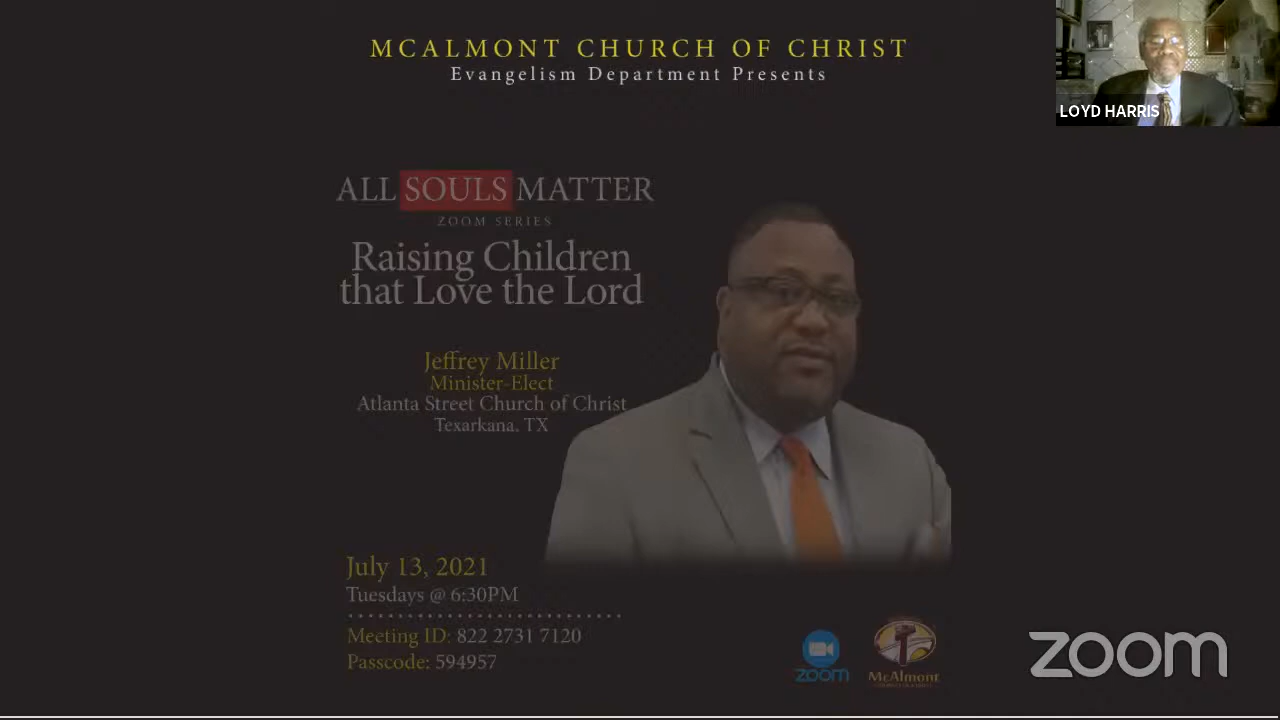 MCALMONT CHURCH OF CHRIST
Evangelism Department Presents
LOYD HARRIS
ALL SOULS MATTER
ZOOM SERIES
Raising Children
that Love the Lord
Jeffrey Miller
Minister-Elect
Atlanta Street Church of Christ
Texarkana, TX
July 13, 2021
Tuesdays @ 6:30PM
Meeting ID: 822 2731 7120
Passcode: 594957
zoom
McAlmont
zoom